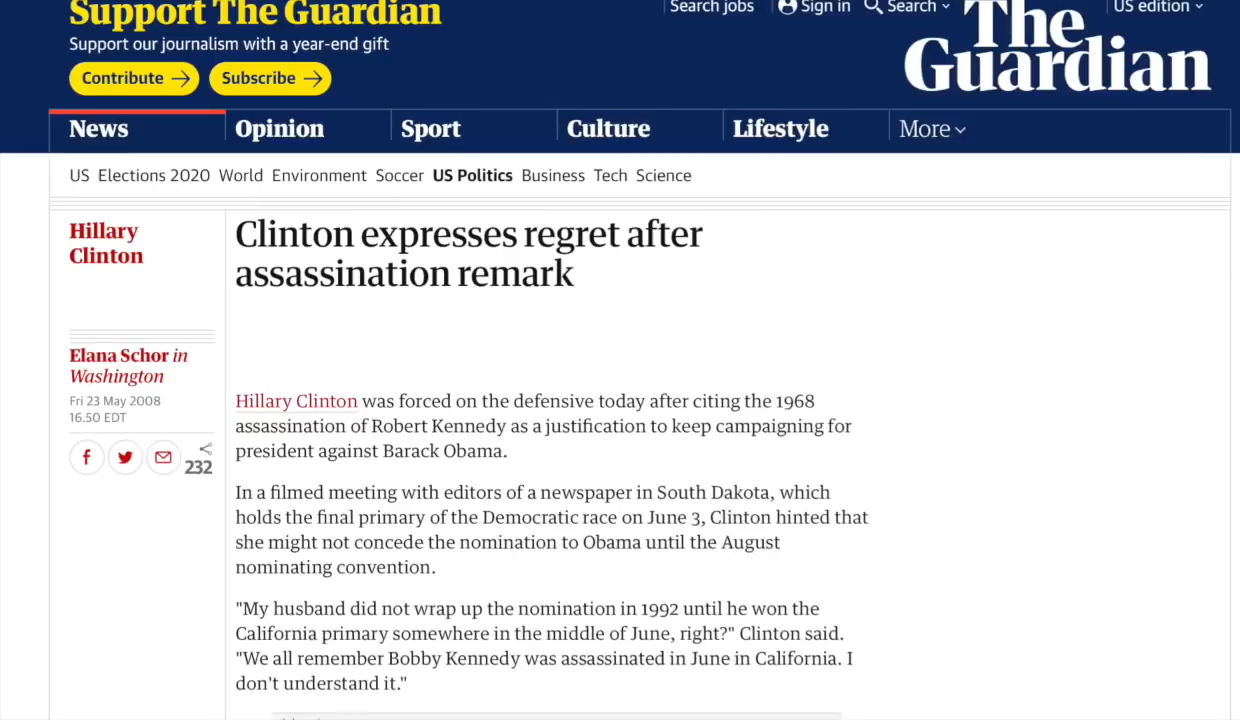 Support The Guardian
Support our journalism with a year-end gift
Contribute
Subscribe
Search jobs
Sign in
Search
US edition
The
Guardian
News
Opinion
Sport
Culture
Lifestyle
More
US Elections 2020 World Environment Soccer US Politics Business Tech Science
Hillary
Clinton
Clinton expresses regret after
assassination remark
Elana Schor in
Washington
Fri 23 May 2008
16.50 EDT
232
Hillary Clinton was forced on the defensive today after citing the 1968
assassination of Robert Kennedy as a justification to keep campaigning for
president against Barack Obama.
In a filmed meeting with editors of a newspaper in South Dakota, which
holds the final primary of the Democratic race on June 3, Clinton hinted that
she might not concede the nomination to Obama until the August
nominating convention.
"My husband did not wrap up the nomination in 1992 until he won the
California primary somewhere in the middle of June, right?" Clinton said.
"We all remember Bobby Kennedy was assassinated in June in California. I
don't understand it."